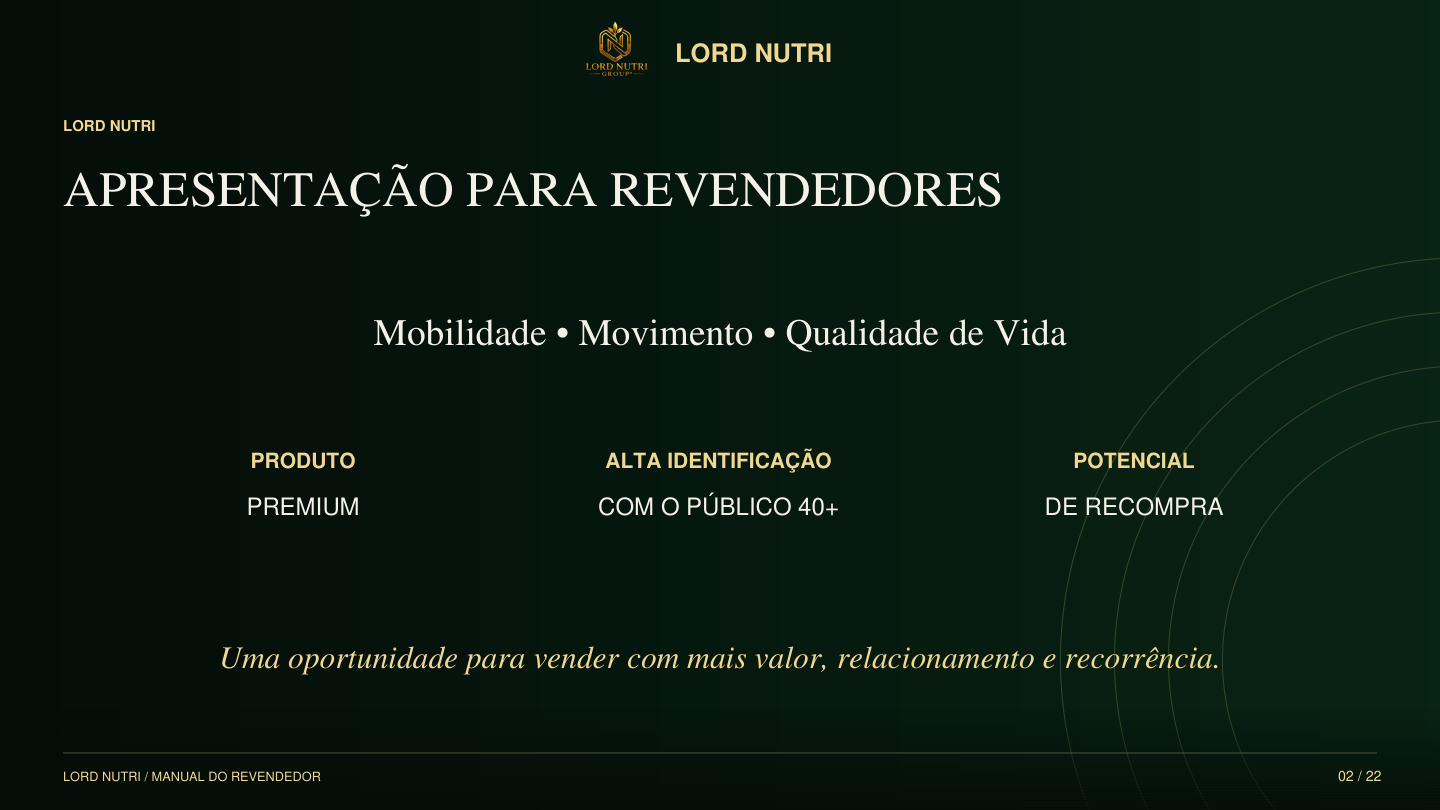 LORD NUTRI
GROUP
LORD NUTRI
LORD NUTRI
APRESENTAÇÃO PARA REVENDEDORES
Mobilidade • Movimento • Qualidade de Vida
PRODUTO
PREMIUM
ALTA IDENTIFICAÇÃO
COM O PÚBLICO 40+
POTENCIAL
DE RECOMPRA
Uma oportunidade para vender com mais valor, relacionamento e recorrência.
LORD NUTRI / MANUAL DO REVENDEDOR
02 / 22